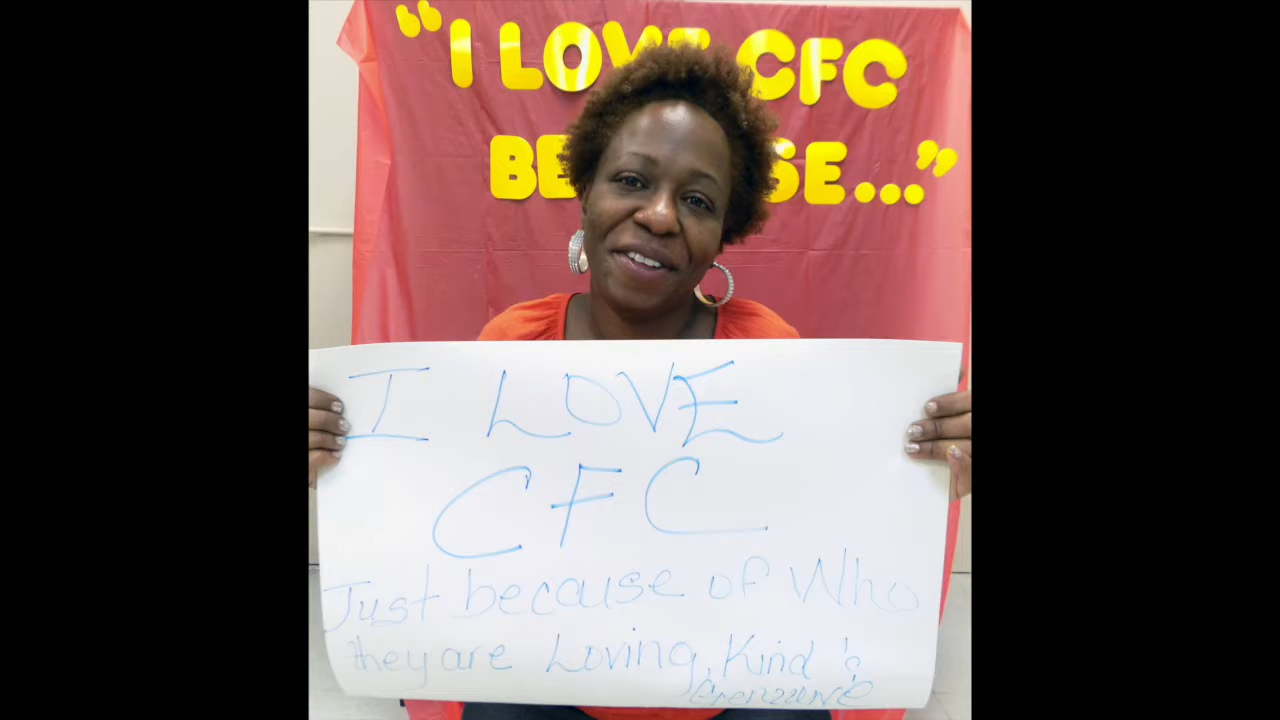 “I LOVE CFC
BECAUSE...”
I LOVE
CFC
Just because of Who
they are Loving, Kind &